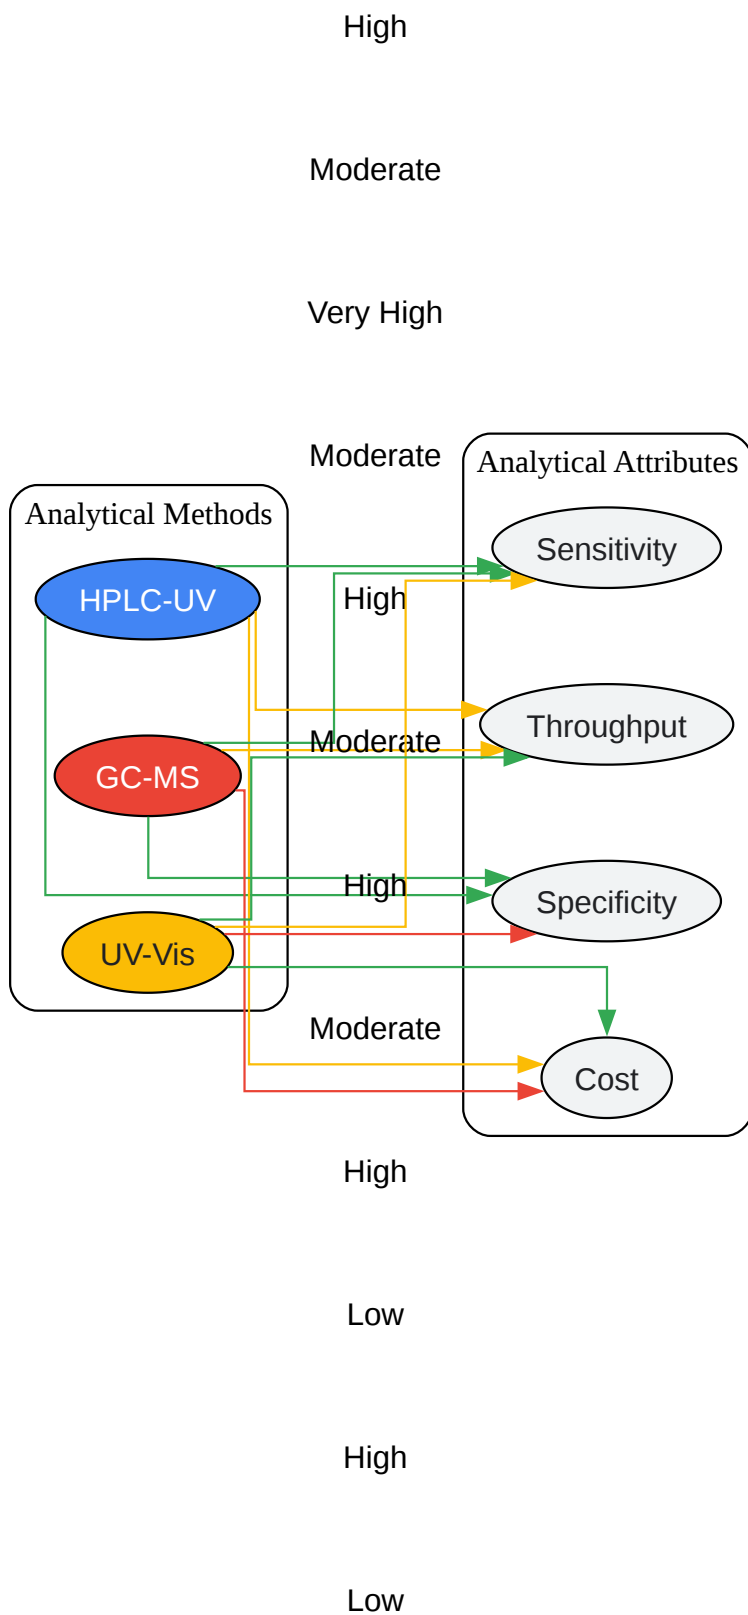 High
Moderate
Very High
Moderate
Analytical Attributes
Analytical Methods
Sensitivity
HPLC-UV
High
Throughput
Moderate
GC-MS
High
Specificity
UV-Vis
Moderate
Cost
High
Low
High
Low